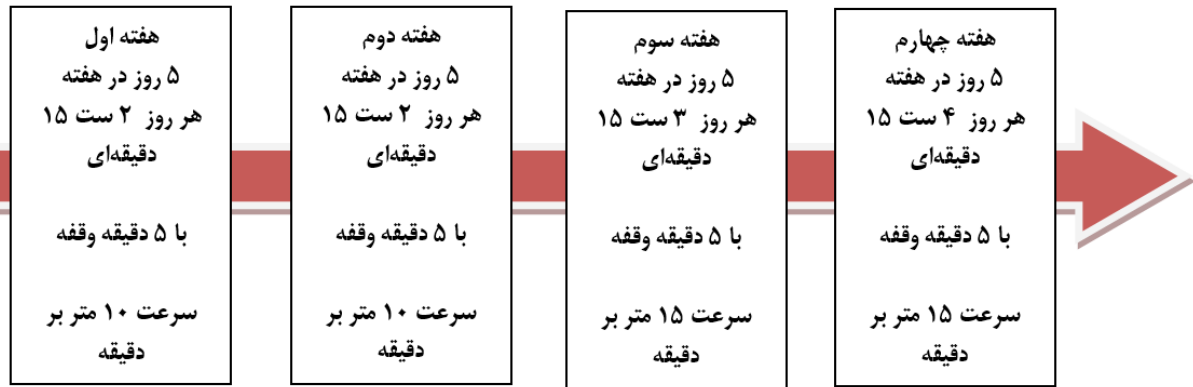 هفته اول
۵ روز در هفته
هر روز ۲ ست ۱۵
دقیقه‌ای
با ۵ دقیقه وقفه
سرعت ۱۰ متر بر
دقیقه
هفته دوم
۵ روز در هفته
هر روز ۲ ست ۱۵
دقیقه‌ای
با ۵ دقیقه وقفه
سرعت ۱۰ متر بر
دقیقه
هفته سوم
۵ روز در هفته
هر روز ۳ ست ۱۵
دقیقه‌ای
با ۵ دقیقه وقفه
سرعت ۱۵ متر بر
دقیقه
هفته چهارم
۵ روز در هفته
هر روز ۴ ست ۱۵
دقیقه‌ای
با ۵ دقیقه وقفه
سرعت ۱۵ متر بر
دقیقه